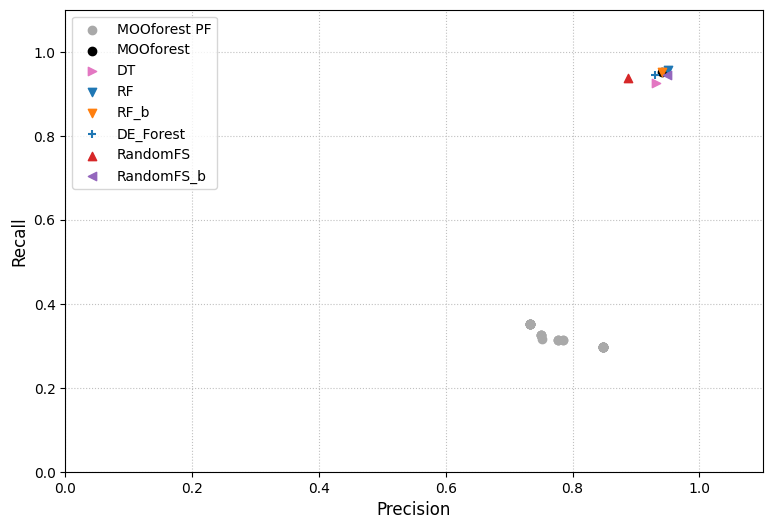 MOOforest PF
MOOforest
DT
RF
RF_b
DE_Forest
RandomFS
RandomFS_b
1.0
0.8
0.6
0.4
0.2
0.0
Recall
0.0 0.2 0.4 0.6 0.8 1.0
Precision